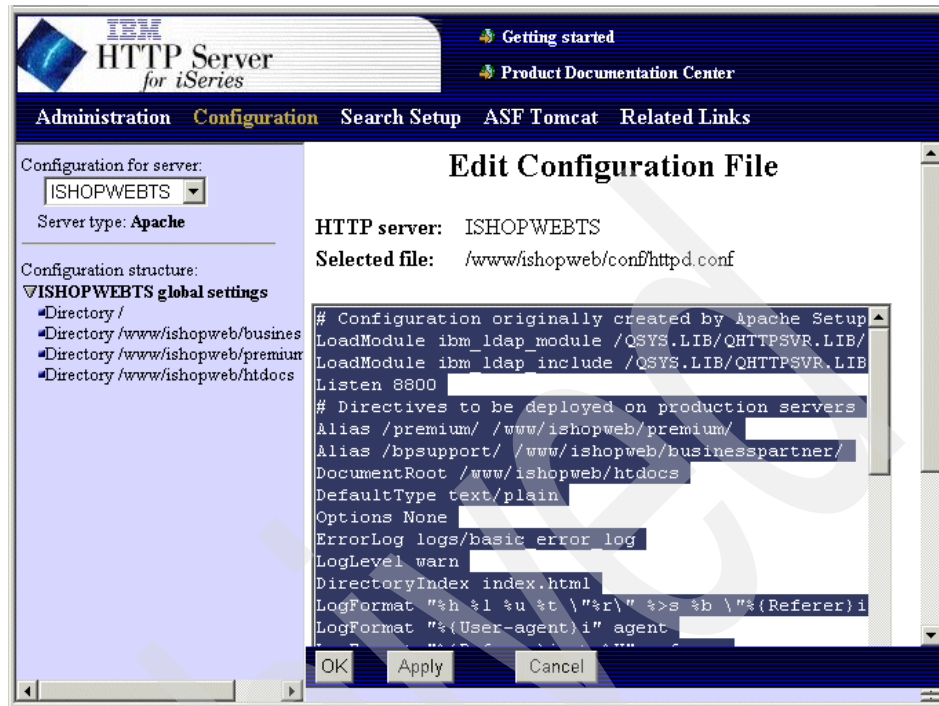 IBM
HTTP Server
for iSeries
Getting started
Product Documentation Center
Administration Configuration Search Setup ASF Tomcat Related Links
Configuration for server:
ISHOPWEBTS
Server type: Apache
Configuration structure:
ISHOPWEBTS global settings
Directory /
Directory /www/ishopweb/busines
Directory /www/ishopweb/premium
Directory /www/ishopweb/htdocs
Edit Configuration File
HTTP server: ISHOPWEBTS
Selected file: /www/ishopweb/conf/httpd.conf
# Configuration originally created by Apache Setup
LoadModule ibm_ldap_module /QSYS.LIB/QHTTPSVR.LIB/
LoadModule ibm_ldap_include /QSYS.LIB/QHTTPSVR.LIB
Listen 8800
# Directives to be deployed on production servers
Alias /premium/ /www/ishopweb/premium/
Alias /bpsupport/ /www/ishopweb/businesspartner/
DocumentRoot /www/ishopweb/htdocs
DefaultType text/plain
Options None
ErrorLog logs/basic_error_log
LogLevel warn
DirectoryIndex index.html
LogFormat "%h %l %u %t \"%r\" %>s %b \"%{Referer}i
LogFormat "%{User-agent}i" agent
OK Apply Cancel